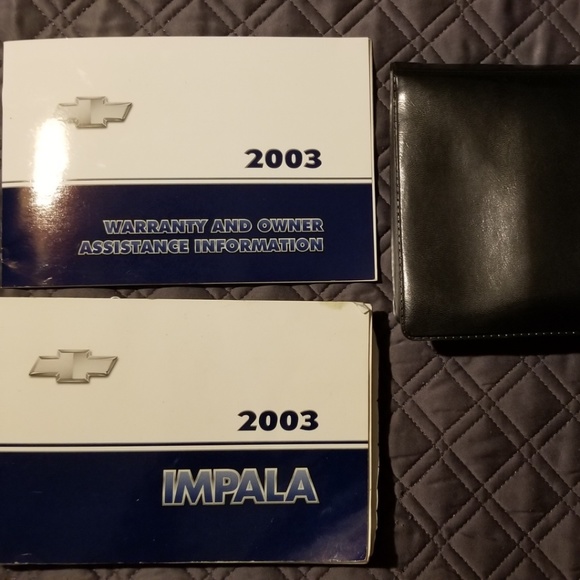 2003
WARRANTY AND OWNER
ASSISTANCE INFORMATION
2003
IMPALA